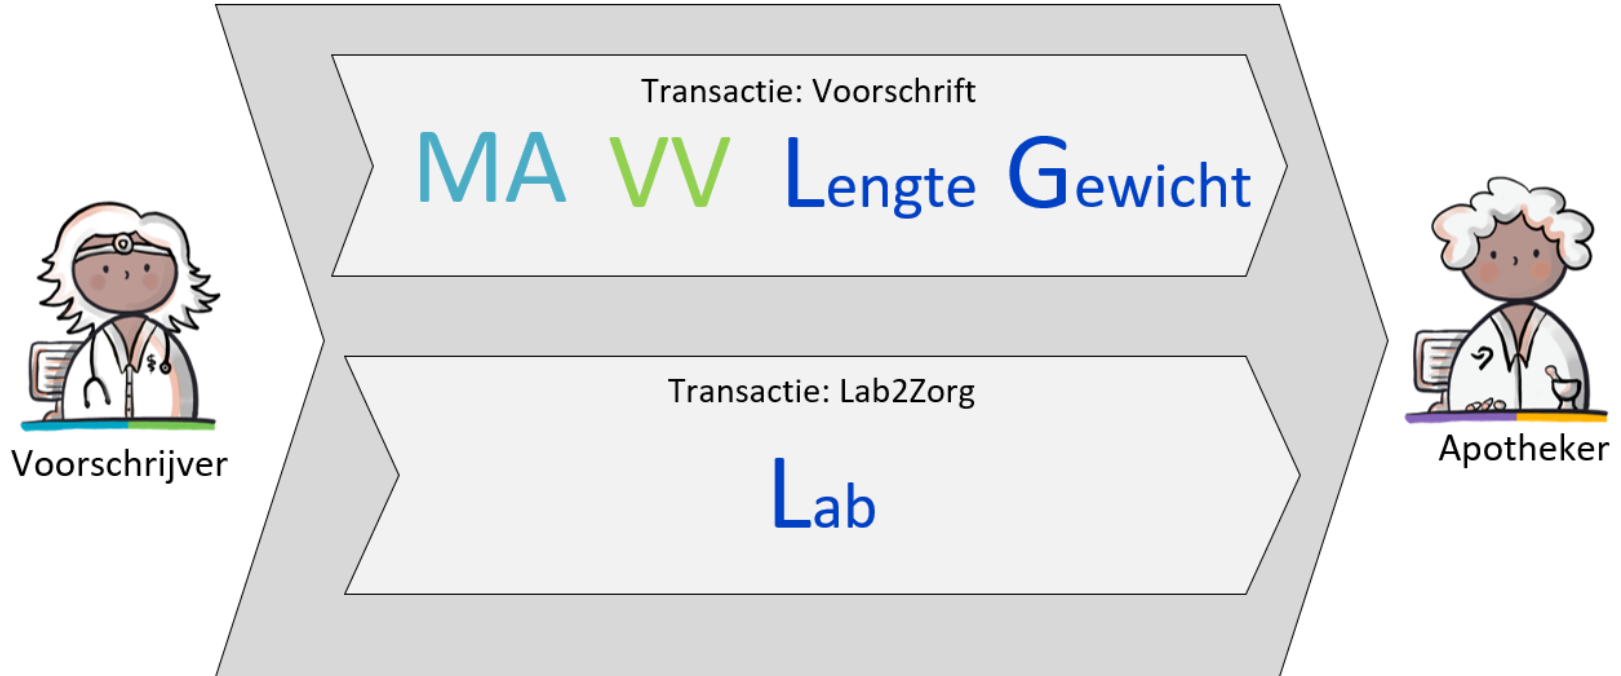 Transactie: Voorschrift
MA VV Lengte Gewicht
Voorschrijver
Transactie: Lab2Zorg
Lab
Apotheker